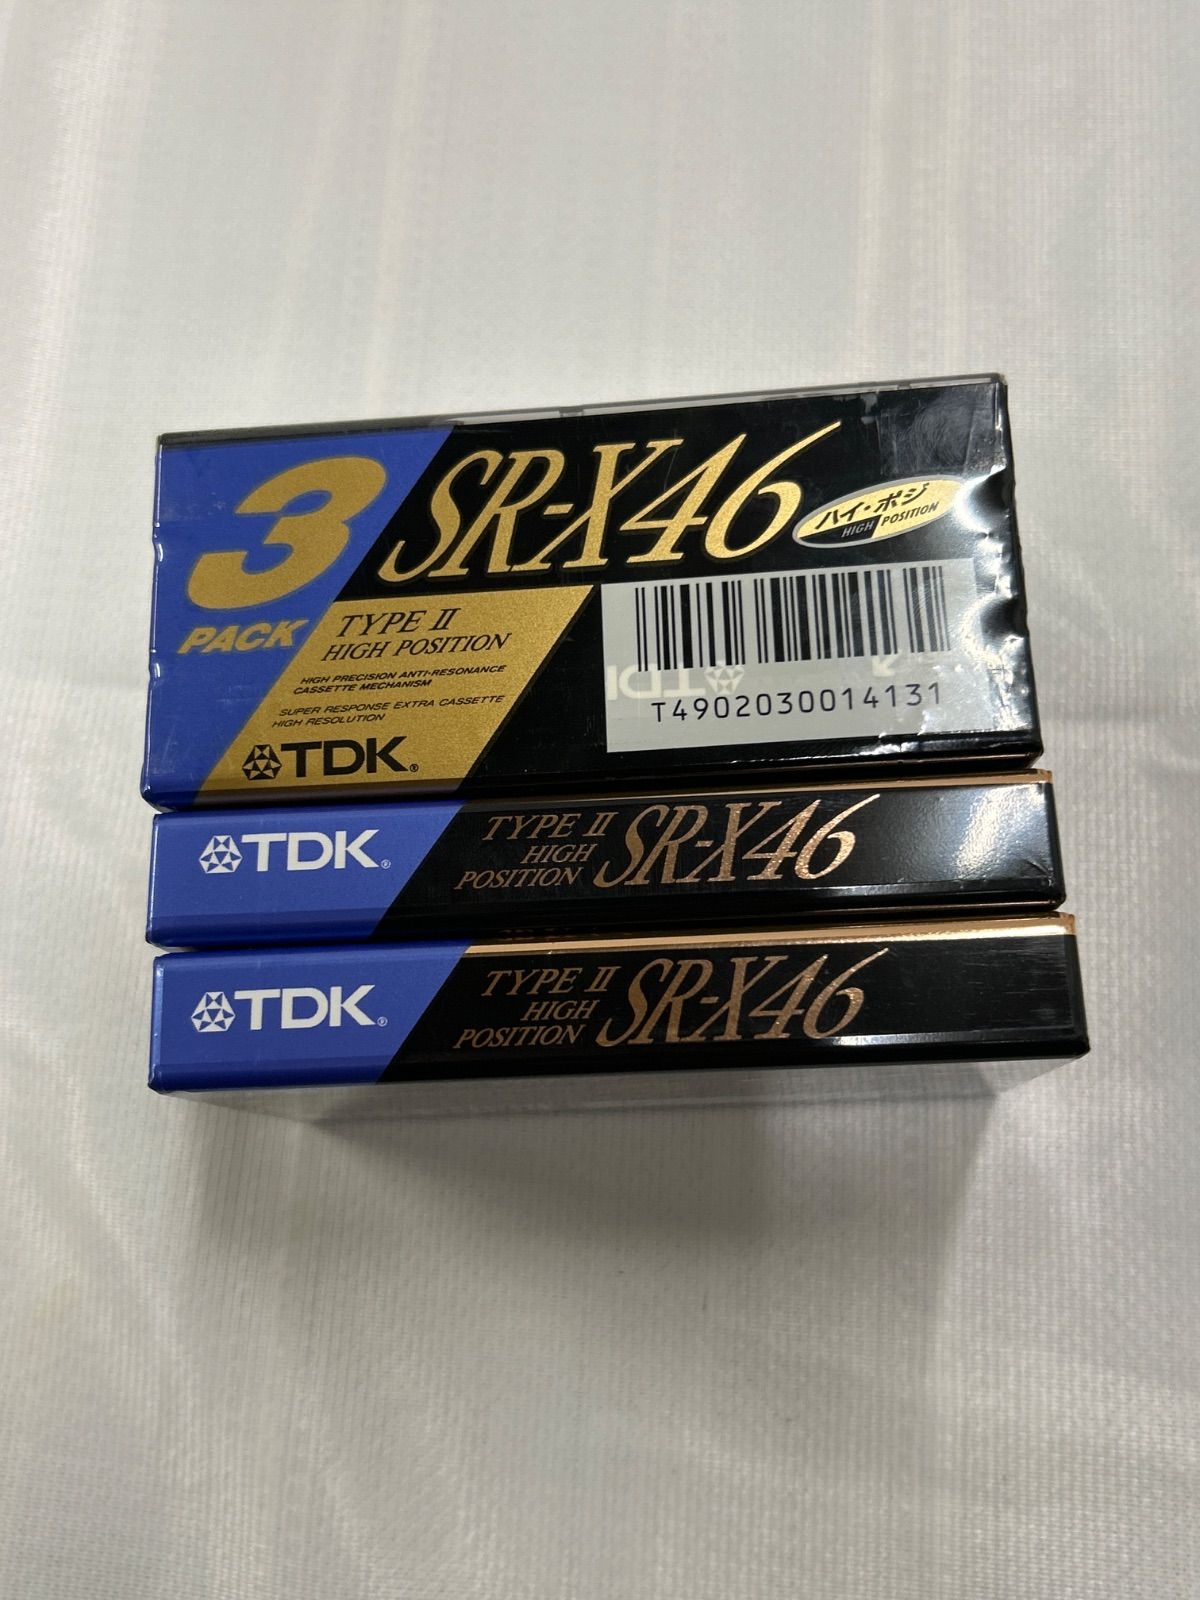 3
PACK
SR-X46
ハイ・ポジ
HIGH POSITION
TYPE II
HIGH POSITION
HIGH PRECISION ANTI-RESONANCE
CASSETTE MECHANISM
SUPER RESPONSE EXTRA CASSETTE
HIGH RESOLUTION
TDK®
TDK
T4902030014131
TDK®
TYPE II
HIGH
POSITION
SR-X46
TDK®
TYPE II
HIGH
POSITION
SR-X46